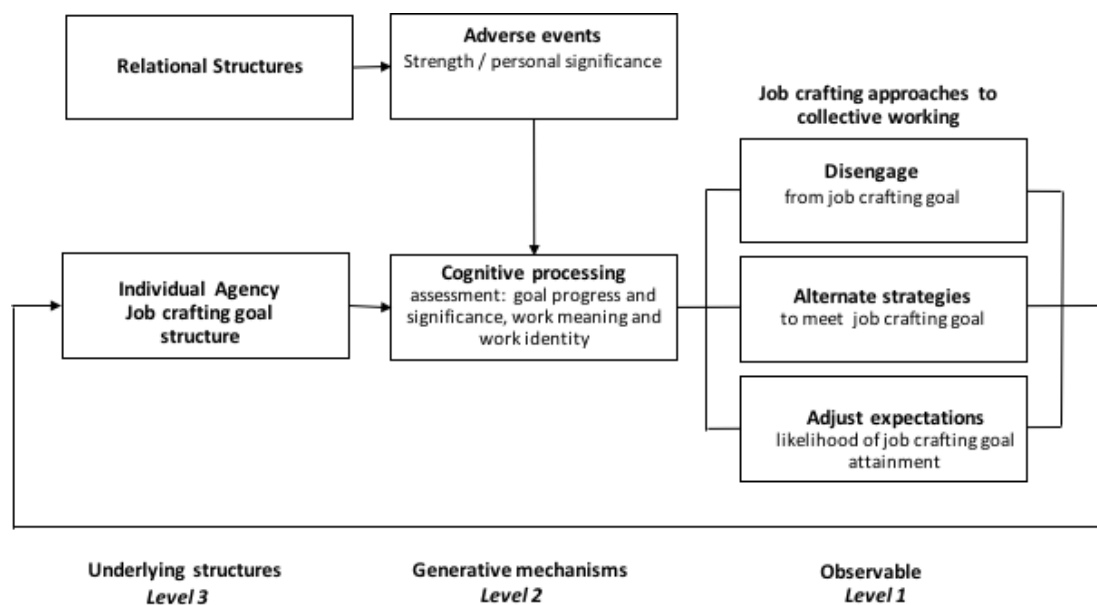 Relational Structures
Adverse events
Strength / personal significance
Job crafting approaches to
collective working
Disengage
from job crafting goal
Individual Agency
Job crafting goal
structure
Cognitive processing
assessment: goal progress and
significance, work meaning and
work identity
Alternate strategies
to meet job crafting goal
Adjust expectations
likelihood of job crafting goal
attainment
Underlying structures
Level 3
Generative mechanisms
Level 2
Observable
Level 1